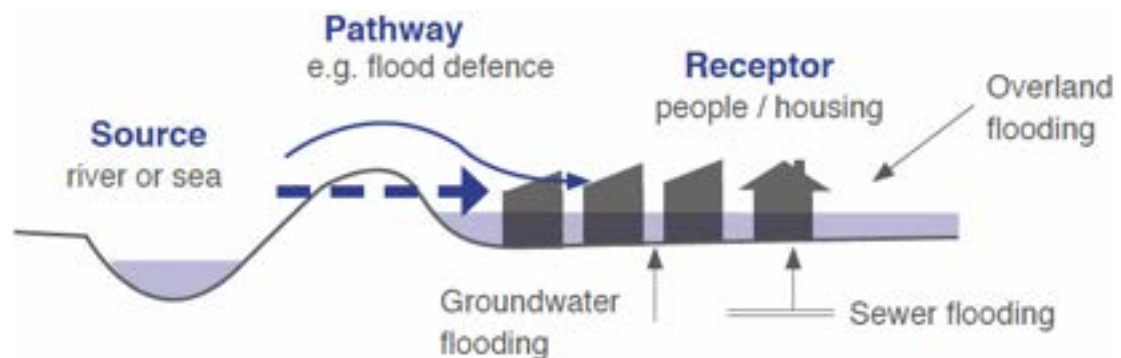 Pathway
e.g. flood defence
Receptor
people / housing
Overland
flooding
Source
river or sea
Groundwater
flooding
Sewer flooding